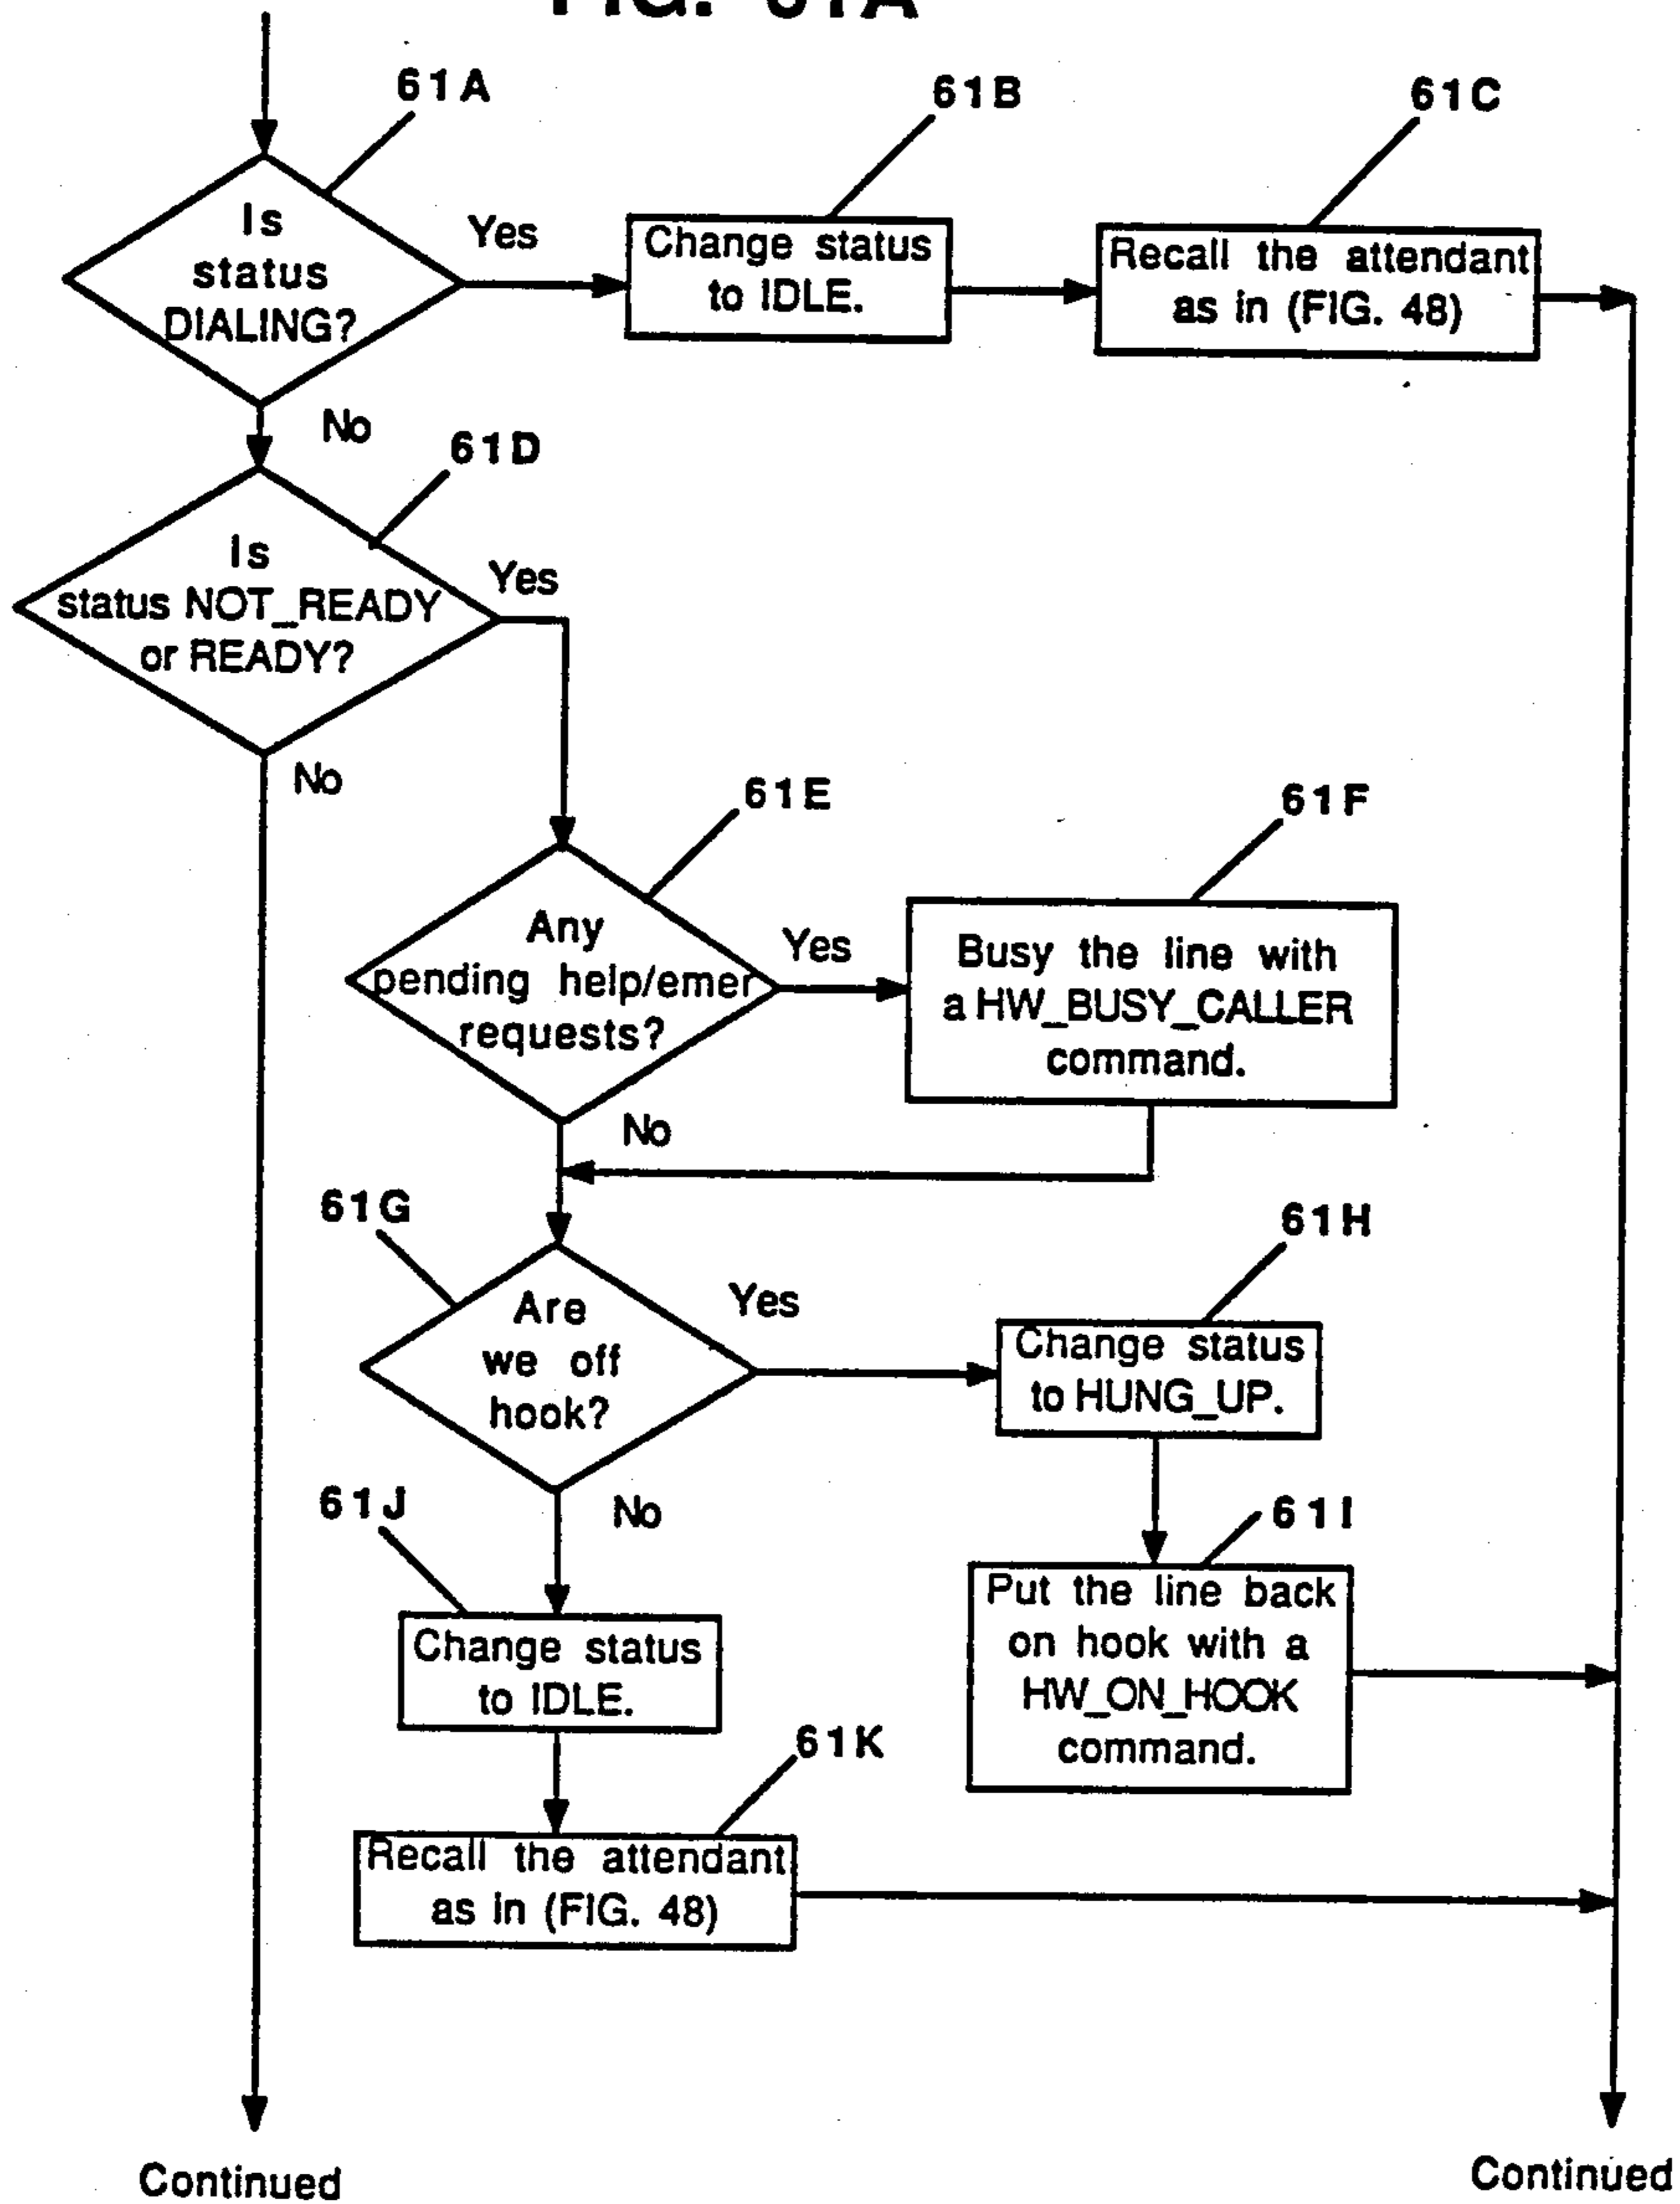 FIG. 61A
61A
61B
61C
Is
status
DIALING?
Yes
Change status
to IDLE.
Recall the attendant
as in (FIG. 48)
No
61D
Is
status NOT_READY
or READY?
Yes
No
61E
61F
Any
pending help/emer
requests?
Yes
Busy the line with
a HW_BUSY_CALLER
command.
No
61G
61H
Are
we off
hook?
Yes
Change status
to HUNG_UP.
No
61J
61I
Change status
to IDLE.
Put the line back
on hook with a
HW_ON_HOOK
command.
61K
Recall the attendant
as in (FIG. 48)
Continued
Continued